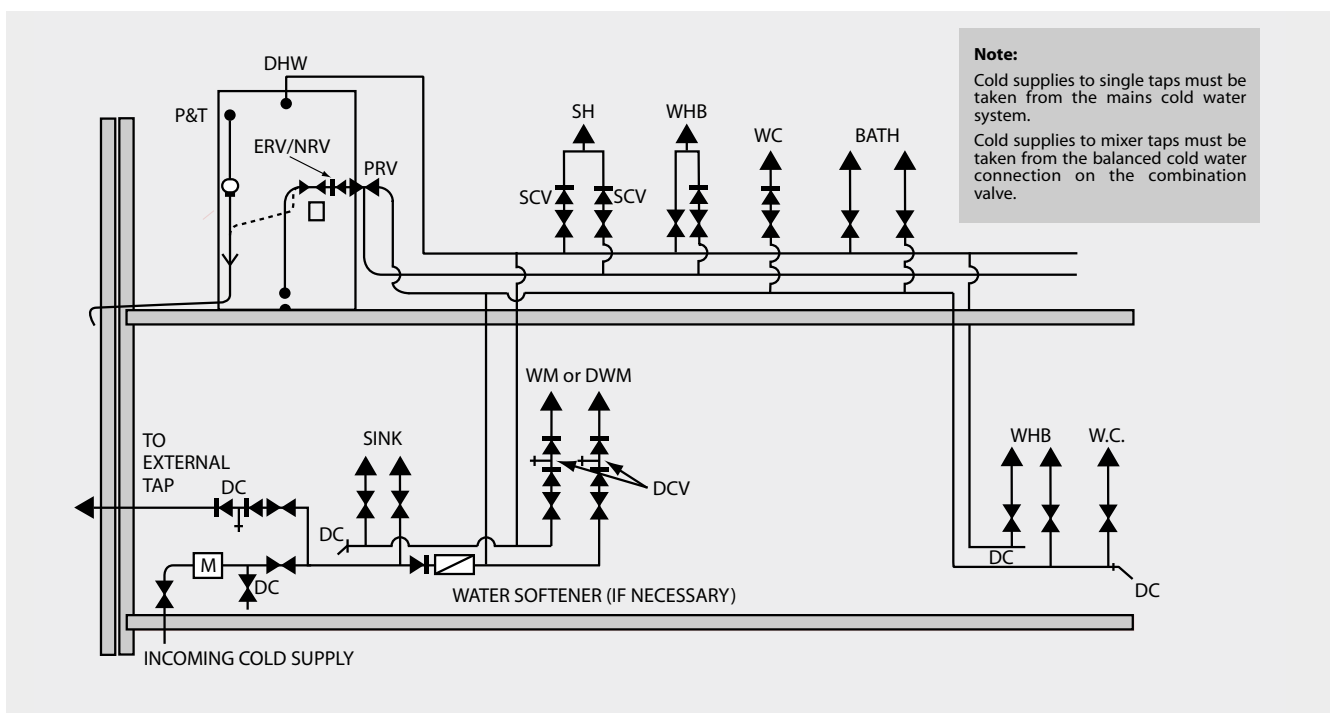 DHW
P&T
ERV/NRV
PRV
SH
WHB
WC
BATH
SCV
SCV
Note:
Cold supplies to single taps must be
taken from the mains cold water
system.
Cold supplies to mixer taps must be
taken from the balanced cold water
connection on the combination
valve.
WM or DWM
TO
EXTERNAL
TAP
SINK
DC
DCV
WHB
W.C.
DC
M
DC
DC
DC
WATER SOFTENER (IF NECESSARY)
INCOMING COLD SUPPLY